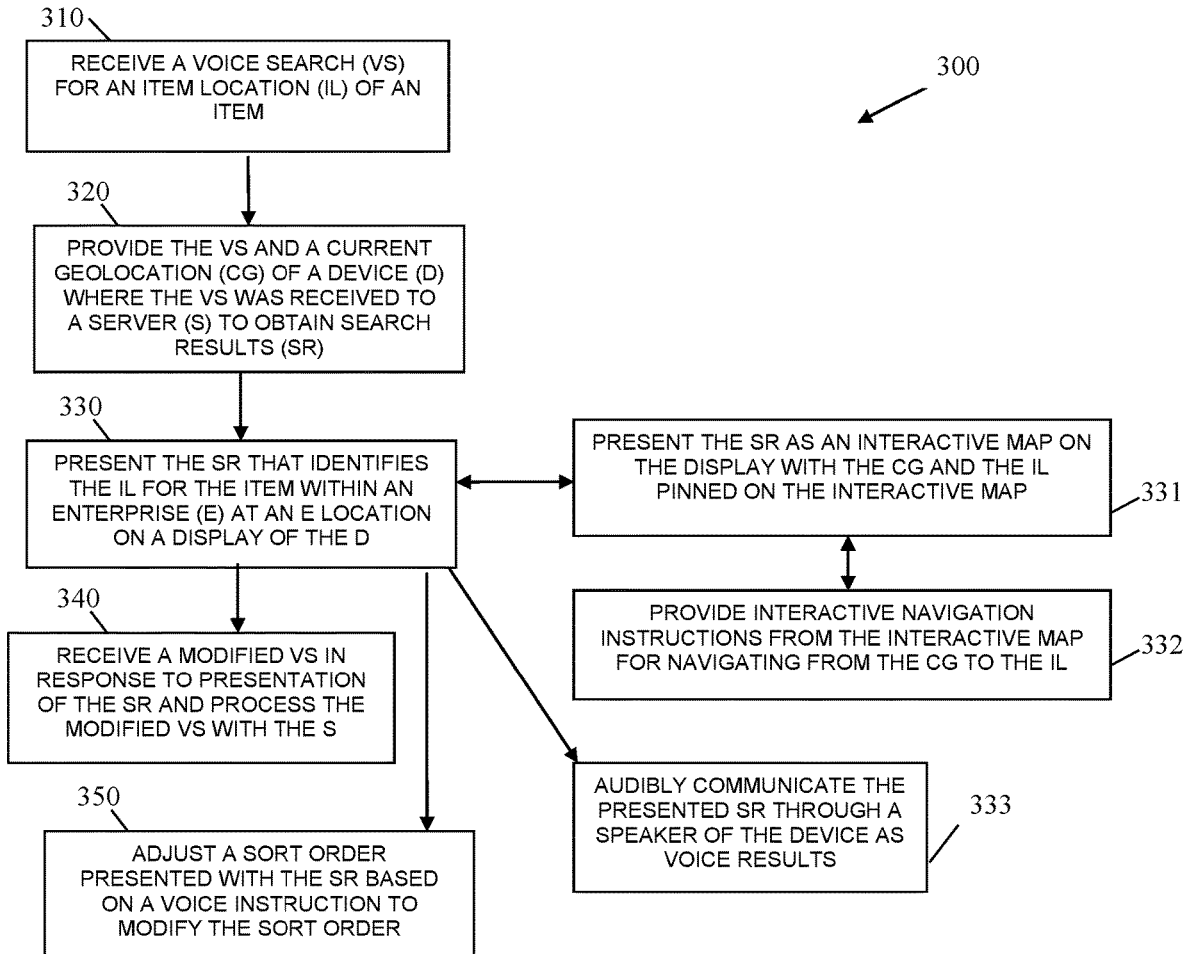 310
RECEIVE A VOICE SEARCH (VS)
FOR AN ITEM LOCATION (IL) OF AN
ITEM
300
320
PROVIDE THE VS AND A CURRENT
GEOLOCATION (CG) OF A DEVICE (D)
WHERE THE VS WAS RECEIVED TO
A SERVER (S) TO OBTAIN SEARCH
RESULTS (SR)
330
PRESENT THE SR THAT IDENTIFIES
THE IL FOR THE ITEM WITHIN AN
ENTERPRISE (E) AT AN E LOCATION
ON A DISPLAY OF THE D
PRESENT THE SR AS AN INTERACTIVE MAP ON
THE DISPLAY WITH THE CG AND THE IL
PINNED ON THE INTERACTIVE MAP
331
PROVIDE INTERACTIVE NAVIGATION
INSTRUCTIONS FROM THE INTERACTIVE MAP
FOR NAVIGATING FROM THE CG TO THE IL
332
340
RECEIVE A MODIFIED VS IN
RESPONSE TO PRESENTATION
OF THE SR AND PROCESS THE
MODIFIED VS WITH THE S
AUDIBLY COMMUNICATE THE
PRESENTED SR THROUGH A
SPEAKER OF THE DEVICE AS
VOICE RESULTS
333
350
ADJUST A SORT ORDER
PRESENTED WITH THE SR BASED
ON A VOICE INSTRUCTION TO
MODIFY THE SORT ORDER